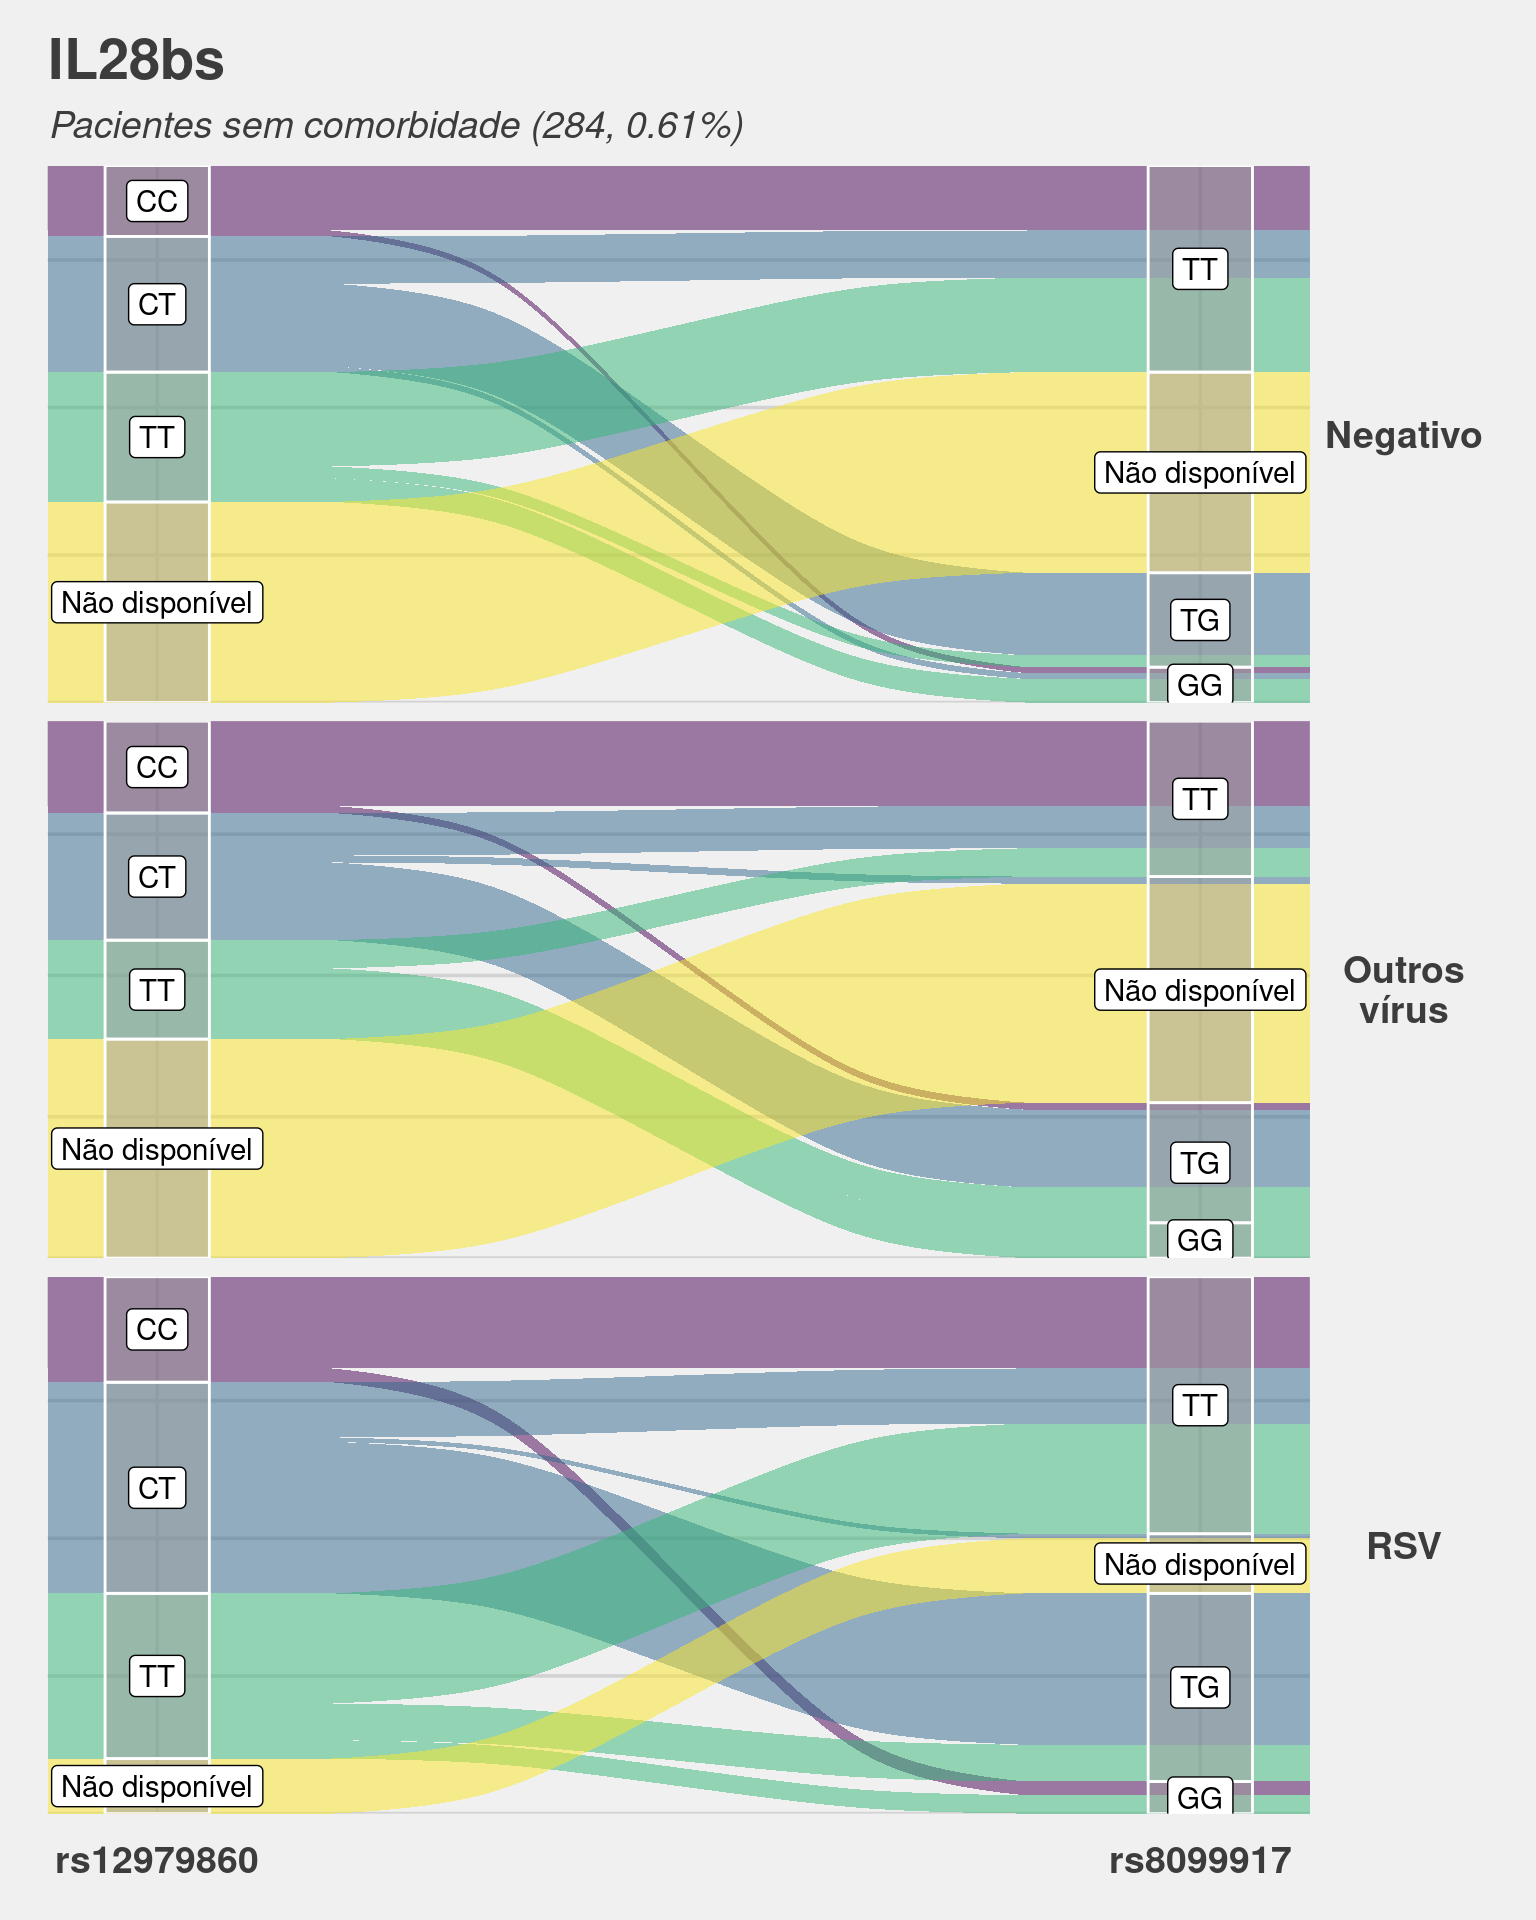 IL28bs
Pacientes sem comorbidade (284, 0.61%)
CC
CT
TT
Não disponível
TT
Não disponível
TG
GG
Negativo
CC
CT
TT
Não disponível
TT
Não disponível
TG
GG
Outros
vírus
CC
CT
TT
Não disponível
TT
Não disponível
TG
GG
RSV
rs12979860
rs8099917